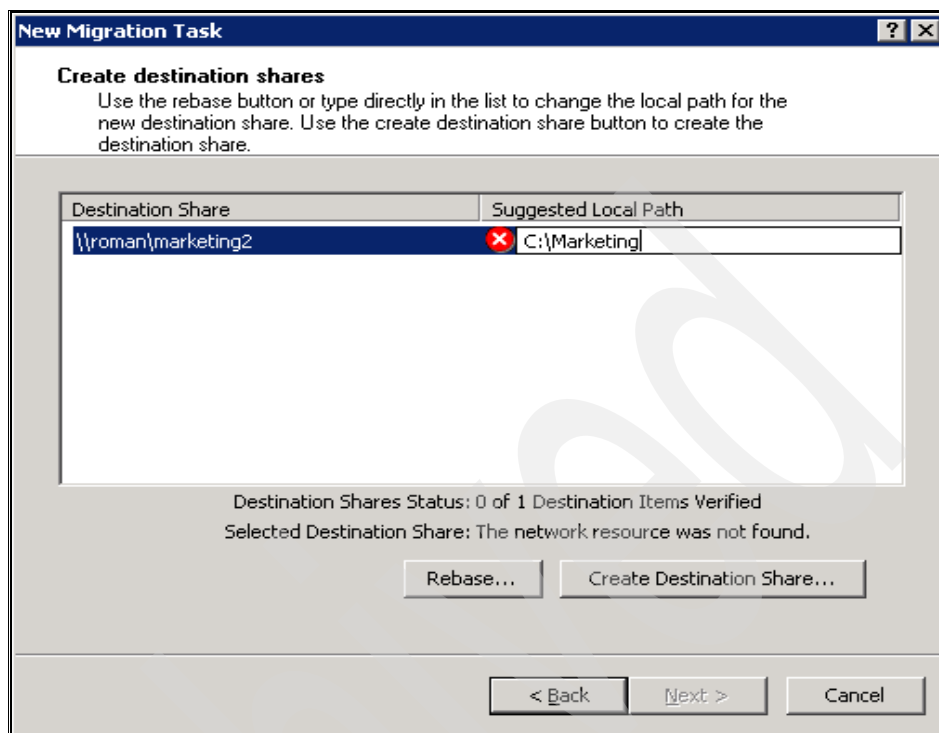 New Migration Task
Create destination shares
Use the rebase button or type directly in the list to change the local path for the
new destination share. Use the create destination share button to create the
destination share.
Destination Share Suggested Local Path
\\roman\marketing2 C:\Marketing
Destination Shares Status: 0 of 1 Destination Items Verified
Selected Destination Share: The network resource was not found.
Rebase... Create Destination Share...
< Back Next > Cancel